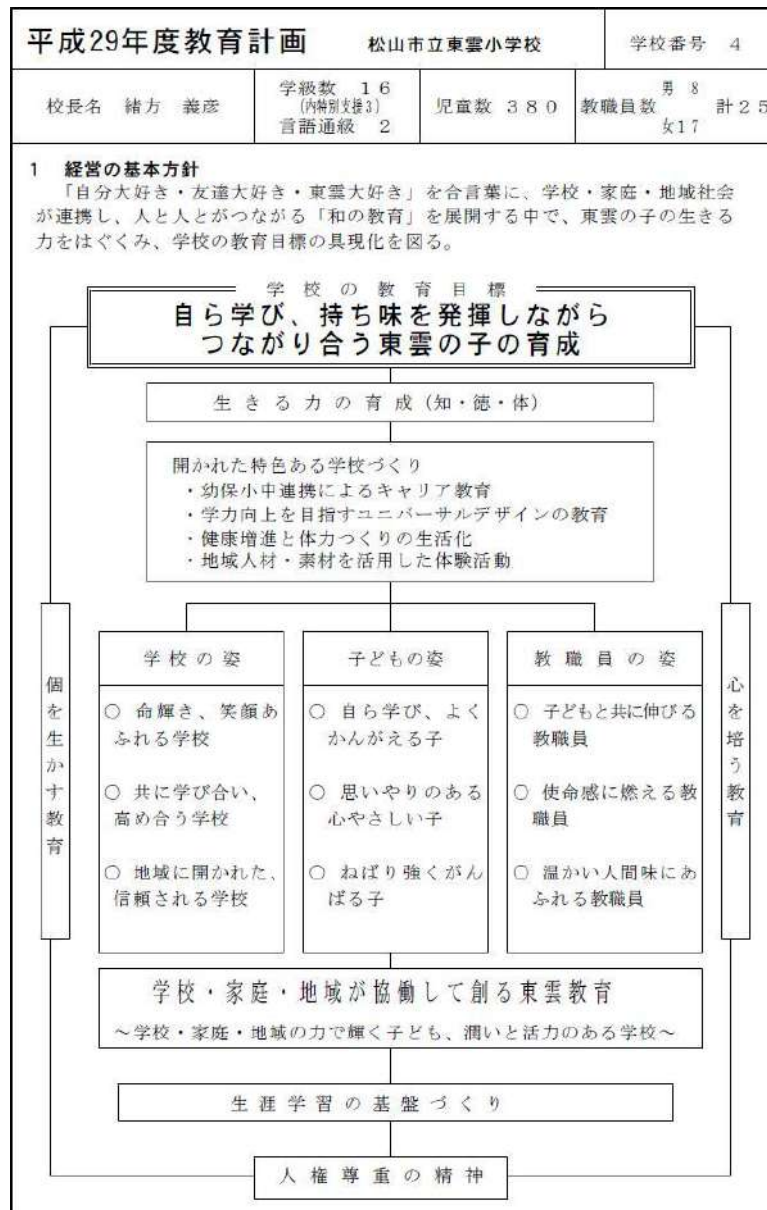 平成29年度教育計画 松山市立東雲小学校 学校番号 4
校長名 緒方 義彦
学級数 16
(内特別支援3)
言語通級 2
児童数 380
教職員数
男 8
女17
計25
1 経営の基本方針
「自分大好き・友達大好き・東雲大好き」を合言葉に、学校・家庭・地域社会
が連携し、人と人とがつながる「和の教育」を展開する中で、東雲の子の生きる
力をはぐくみ、学校の教育目標の具現化を図る。
学校の教育目標
自ら学び、持ち味を発揮しながら
つながり合う東雲の子の育成
生きる力の育成(知・徳・体)
開かれた特色ある学校づくり
・幼保小中連携によるキャリア教育
・学力向上を目指すユニバーサルデザインの教育
・健康増進と体力つくりの生活化
・地域人材・素材を活用した体験活動
個を生かす教育
学校の姿
○ 命輝き、笑顔あ
ふれる学校
○ 共に学び合い、
高め合う学校
○ 地域に開かれた、
信頼される学校
子どもの姿
○ 自ら学び、よく
かんがえる子
○ 思いやりのある
心やさしい子
○ ねばり強くがん
ばる子
教職員の姿
○ 子どもと共に伸びる
教職員
○ 使命感に燃える教
職員
○ 温かい人間味にあ
ふれる教職員
心を培う教育
学校・家庭・地域が協働して創る東雲教育
~学校・家庭・地域の力で輝く子ども、潤いと活力のある学校~
生涯学習の基盤づくり
人権尊重の精神